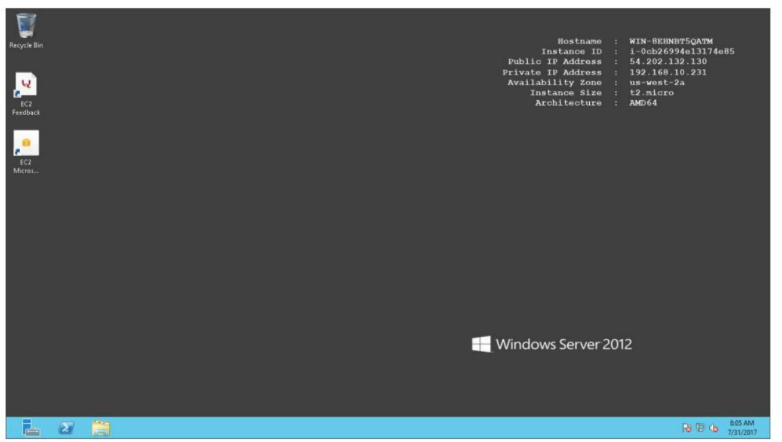 Recycle Bin
EC2
Feedback
EC2
Micros...
Hostname : WIN-8EHNBT5QATM
Instance ID : i-0cb26994e13174e85
Public IP Address : 54.202.132.130
Private IP Address : 192.168.10.231
Availability Zone : us-west-2a
Instance Size : t2.micro
Architecture : AMD64
Windows Server 2012
8:05 AM
7/31/2017